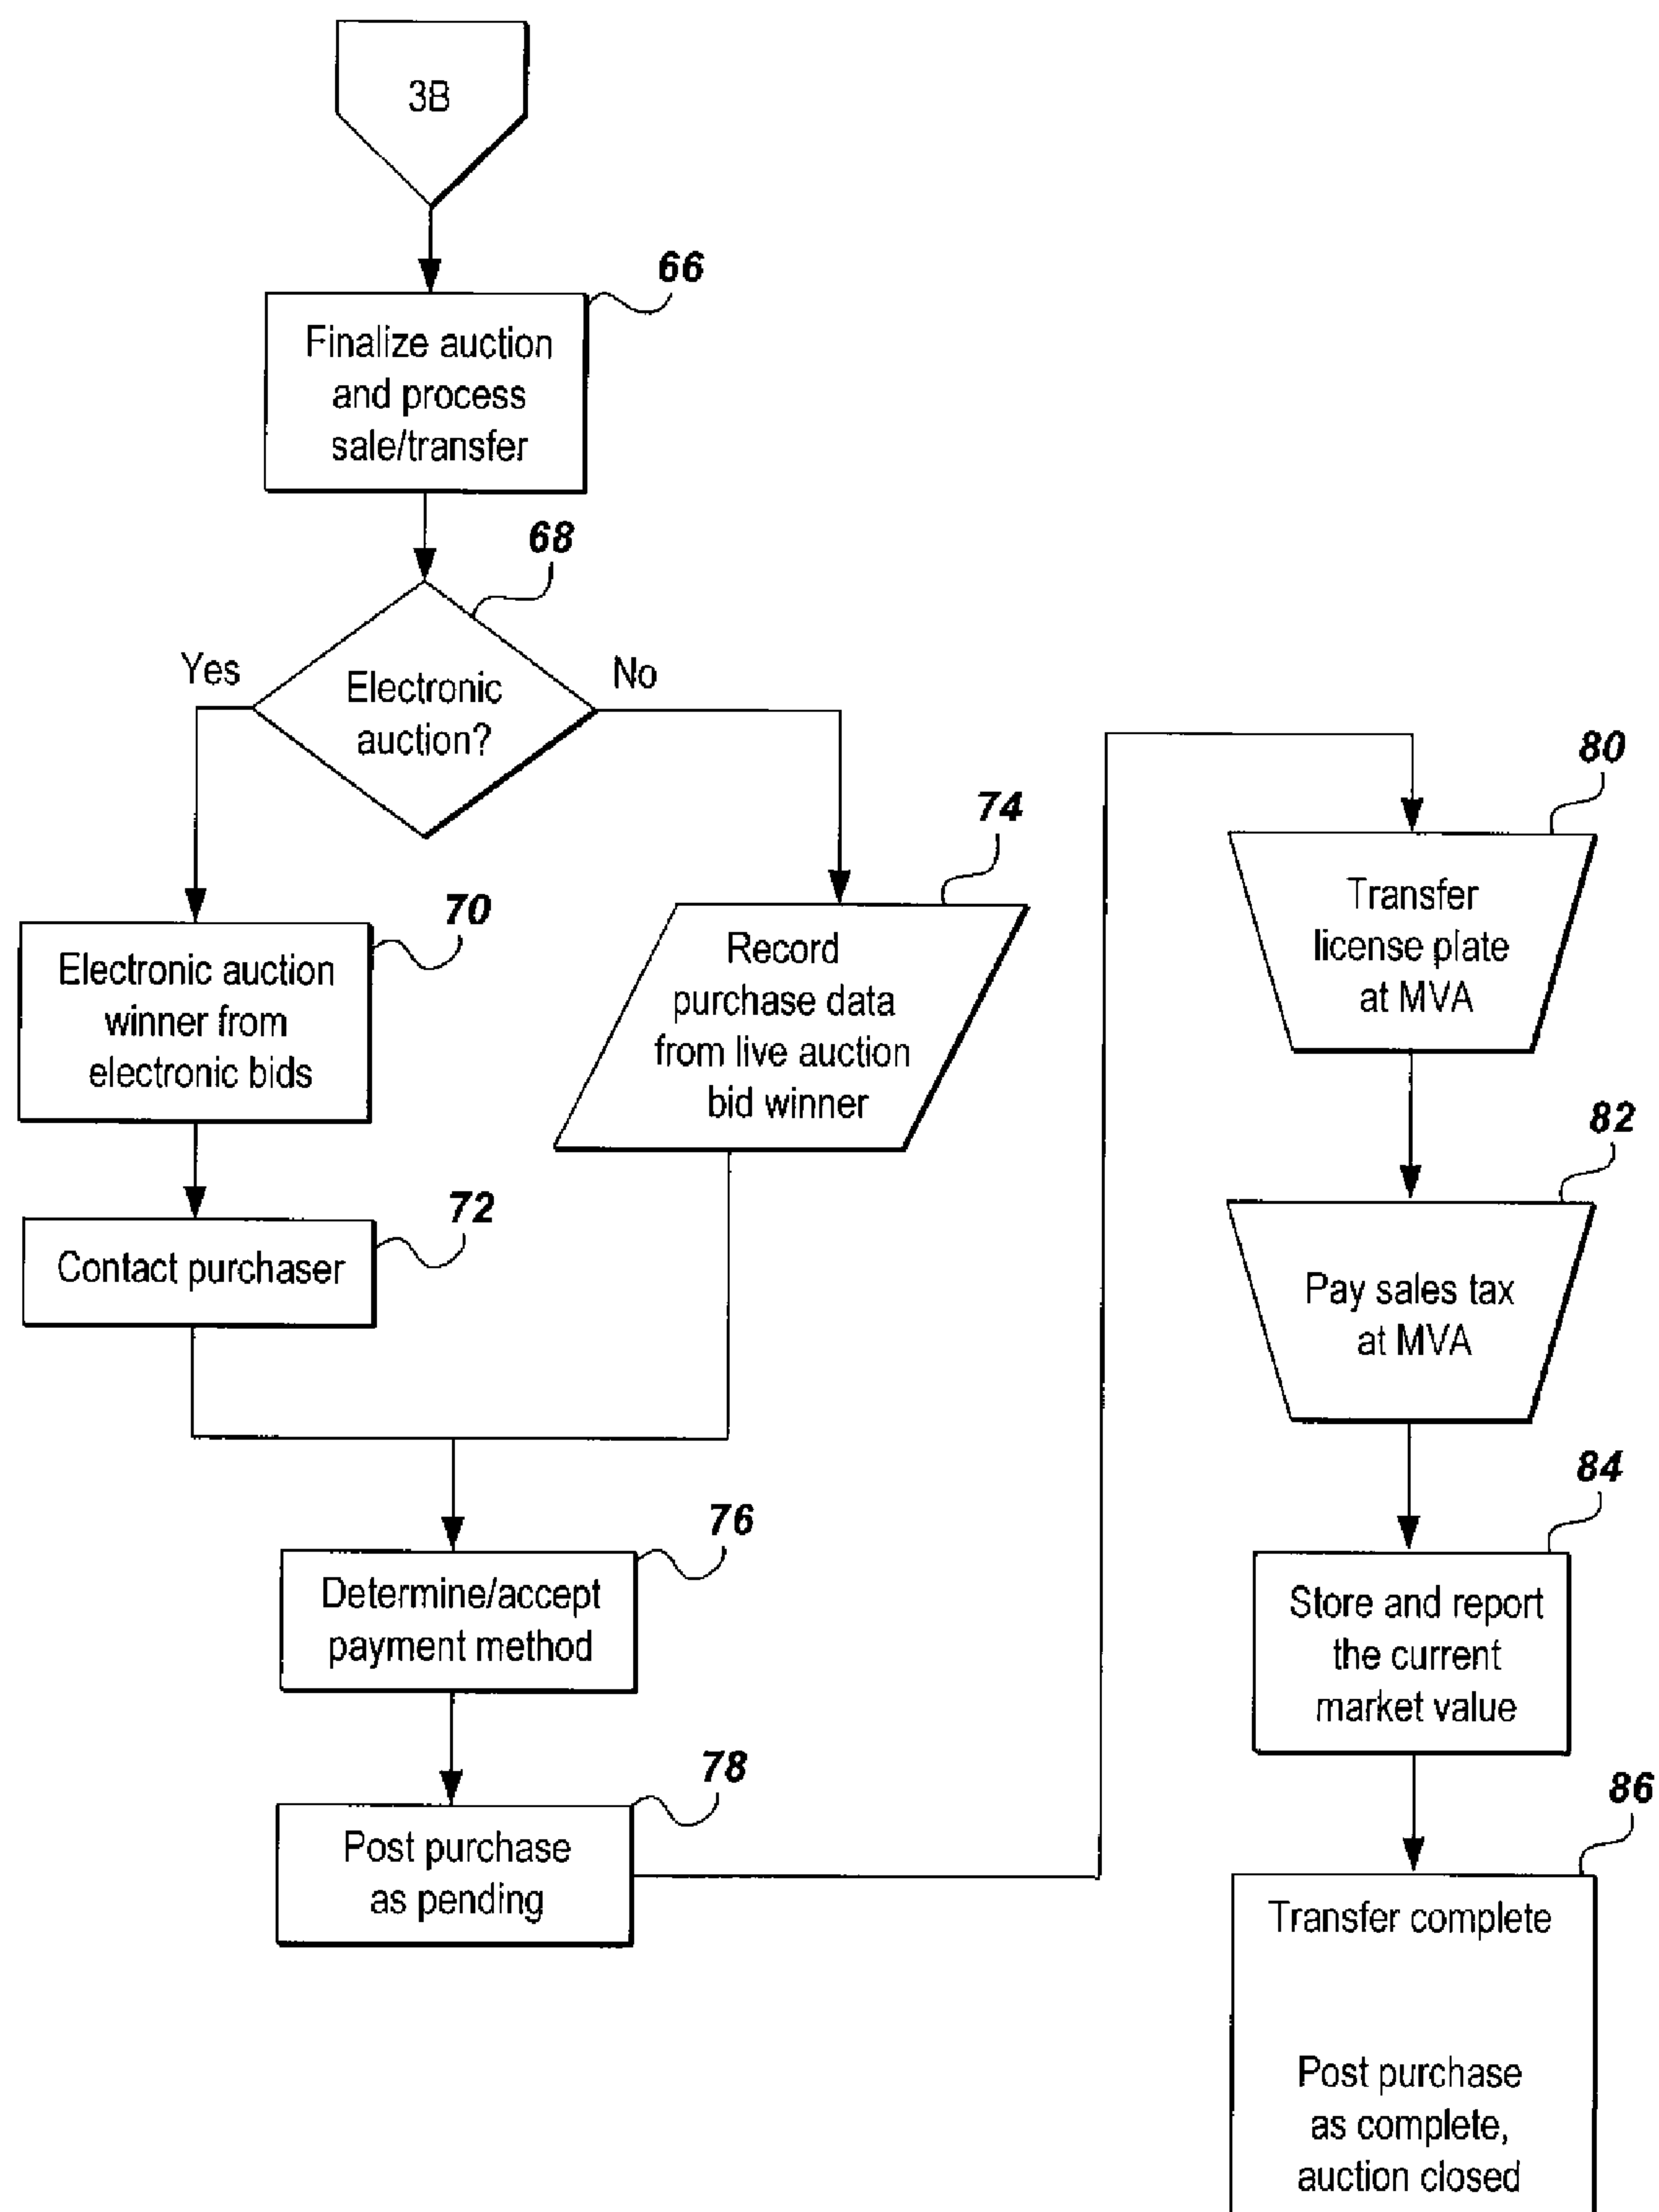 3B
66
Finalize auction
and process
sale/transfer
68
Yes
Electronic
auction?
No
70
Electronic auction
winner from
electronic bids
74
Record
purchase data
from live auction
bid winner
72
Contact purchaser
76
Determine/accept
payment method
78
Post purchase
as pending
80
Transfer
license plate
at MVA
82
Pay sales tax
at MVA
84
Store and report
the current
market value
86
Transfer complete
Post purchase
as complete,
auction closed